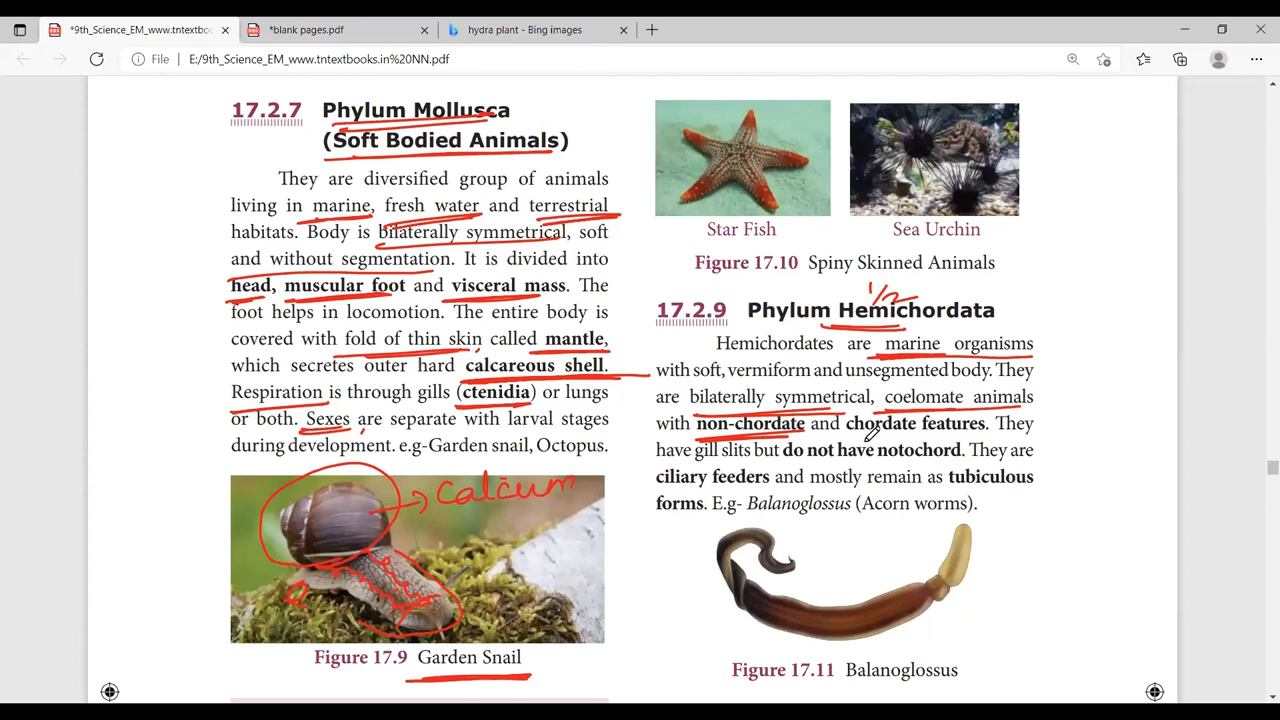 *9th_Science_EM_www.tntextboo
*blank pages.pdf
hydra plant - Bing images
File
E:/9th_Science_EM_www.tntextbooks.in%20NN.pdf
17.2.7 Phylum Mollusca
(Soft Bodied Animals)
They are diversified group of animals
living in marine, fresh water and terrestrial
habitats. Body is bilaterally symmetrical, soft
and without segmentation. It is divided into
head, muscular foot and visceral mass. The
foot helps in locomotion. The entire body is
covered with fold of thin skin called mantle,
which secretes outer hard calcareous shell.
Respiration is through gills (ctenidia) or lungs
or both. Sexes are separate with larval stages
during development. e.g-Garden snail, Octopus.
Calcium
Figure 17.9 Garden Snail
Star Fish
Sea Urchin
Figure 17.10 Spiny Skinned Animals
1/2
17.2.9 Phylum Hemichordata
Hemichordates are marine organisms
with soft, vermiform and unsegmented body. They
are bilaterally symmetrical, coelomate animals
with non-chordate and chordate features. They
have gill slits but do not have notochord. They are
ciliary feeders and mostly remain as tubiculous
forms. E.g- Balanoglossus (Acorn worms).
Figure 17.11 Balanoglossus